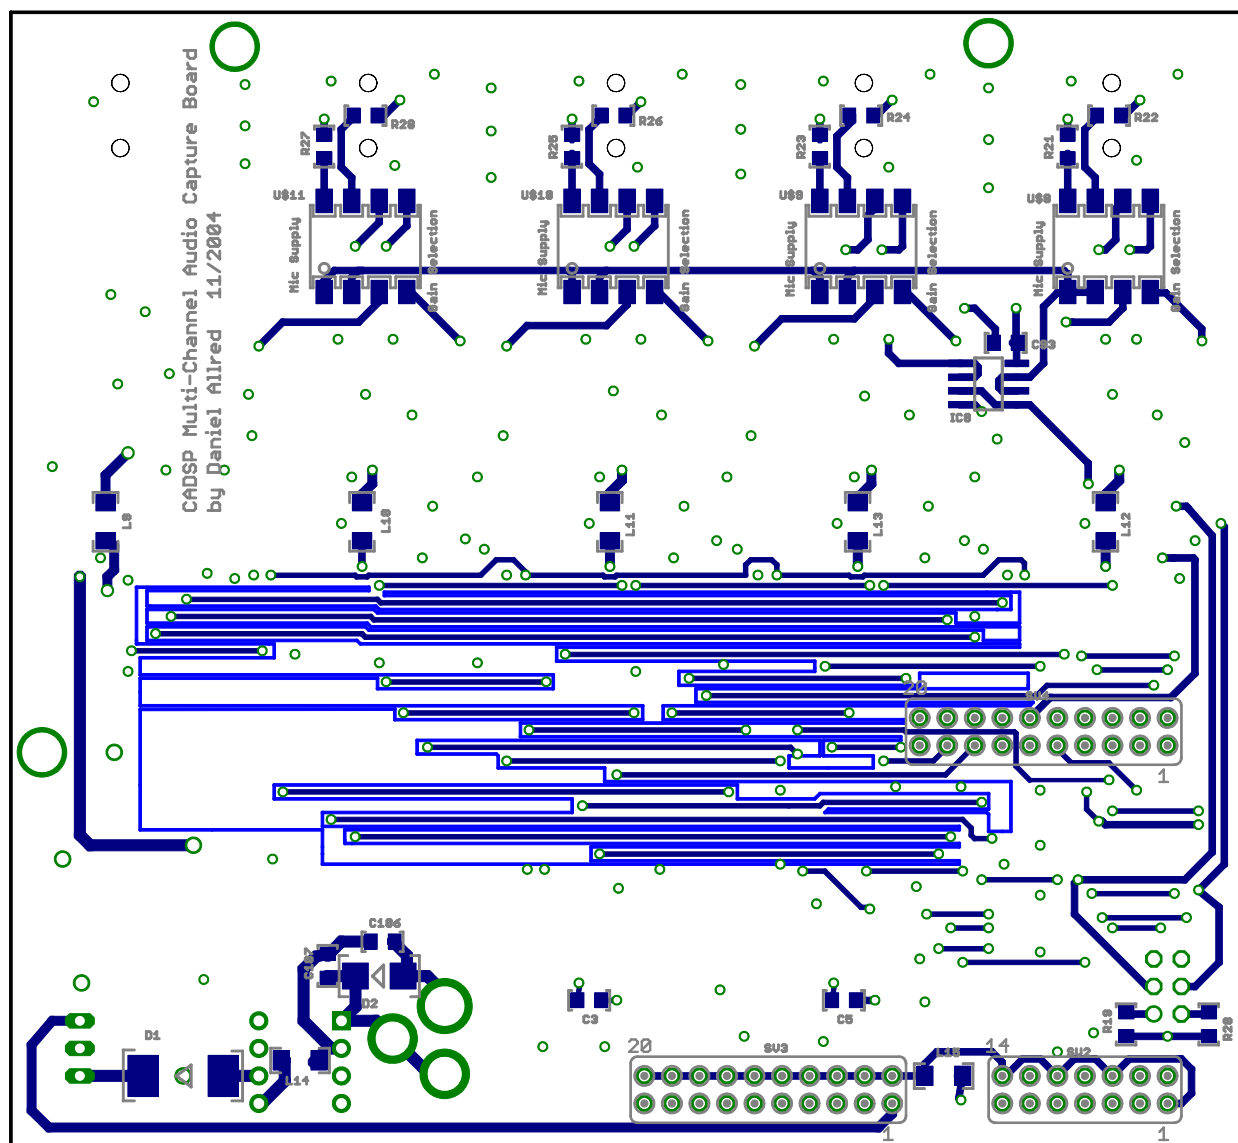 CADSP Multi-Channel Audio Capture Board
by Daniel Allred 11/2004
R28
R26
R24
R22
R27
R25
R23
R21
U$11
U$10
U$9
U$8
Mic Supply
Gain Selection
Mic Supply
Gain Selection
Mic Supply
Gain Selection
Mic Supply
Gain Selection
C93
IC8
L9
L10
L11
L13
L12
20
SV4
1
C106
C107
D2
D1
L14
C3
C5
R19
R20
20
SV3
1
L15
14
SV2
1